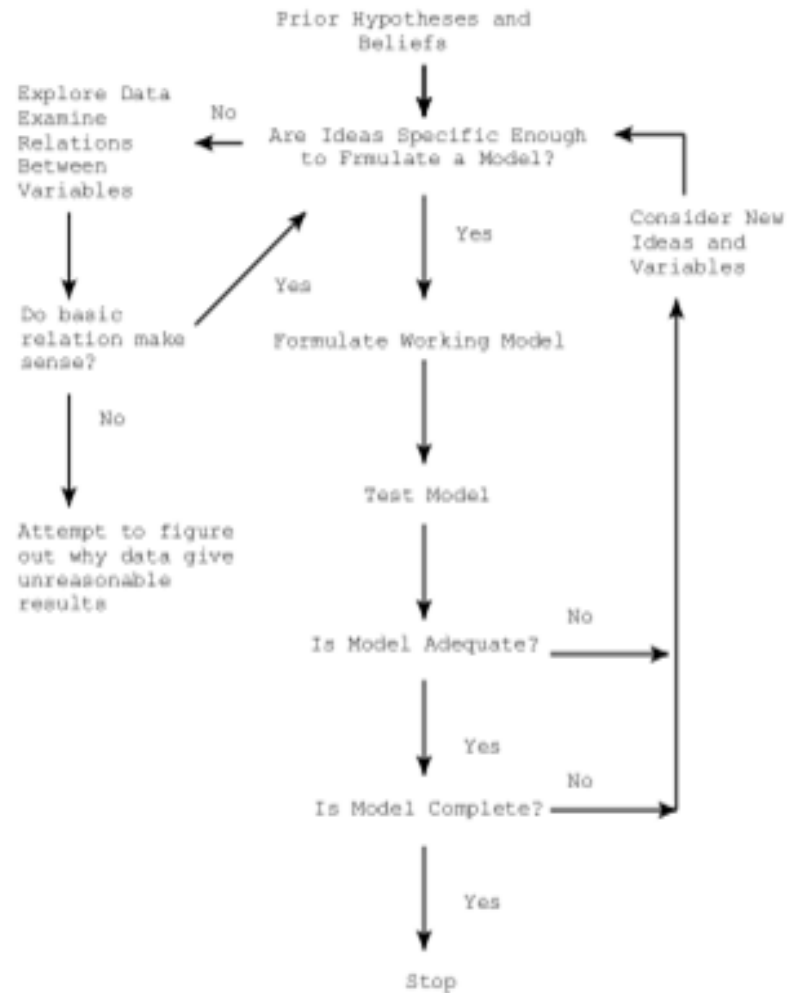 Prior Hypotheses and
Beliefs
Explore Data
Examine
Relations
Between
Variables
No
Are Ideas Specific Enough
to Frmulate a Model?
Consider New
Ideas and
Variables
Yes
Yes
Do basic
relation make
sense?
Formulate Working Model
No
Test Model
Attempt to figure
out why data give
unreasonable
results
No
Is Model Adequate?
Yes
No
Is Model Complete?
Yes
Stop